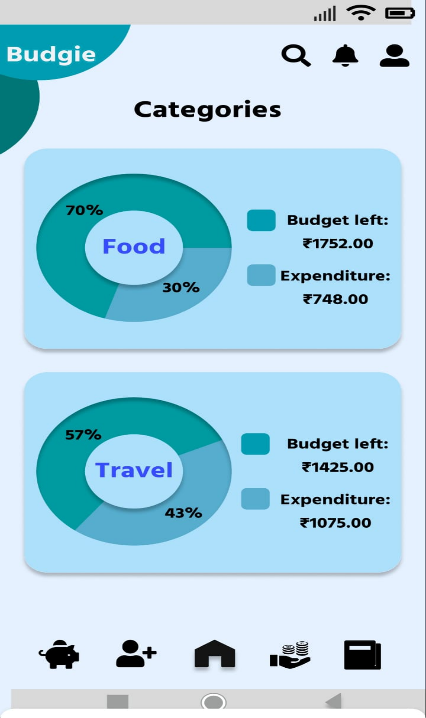 Budgie
Categories
70%
Food
30%
Budget left:
₹1752.00
Expenditure:
₹748.00
57%
Travel
43%
Budget left:
₹1425.00
Expenditure:
₹1075.00